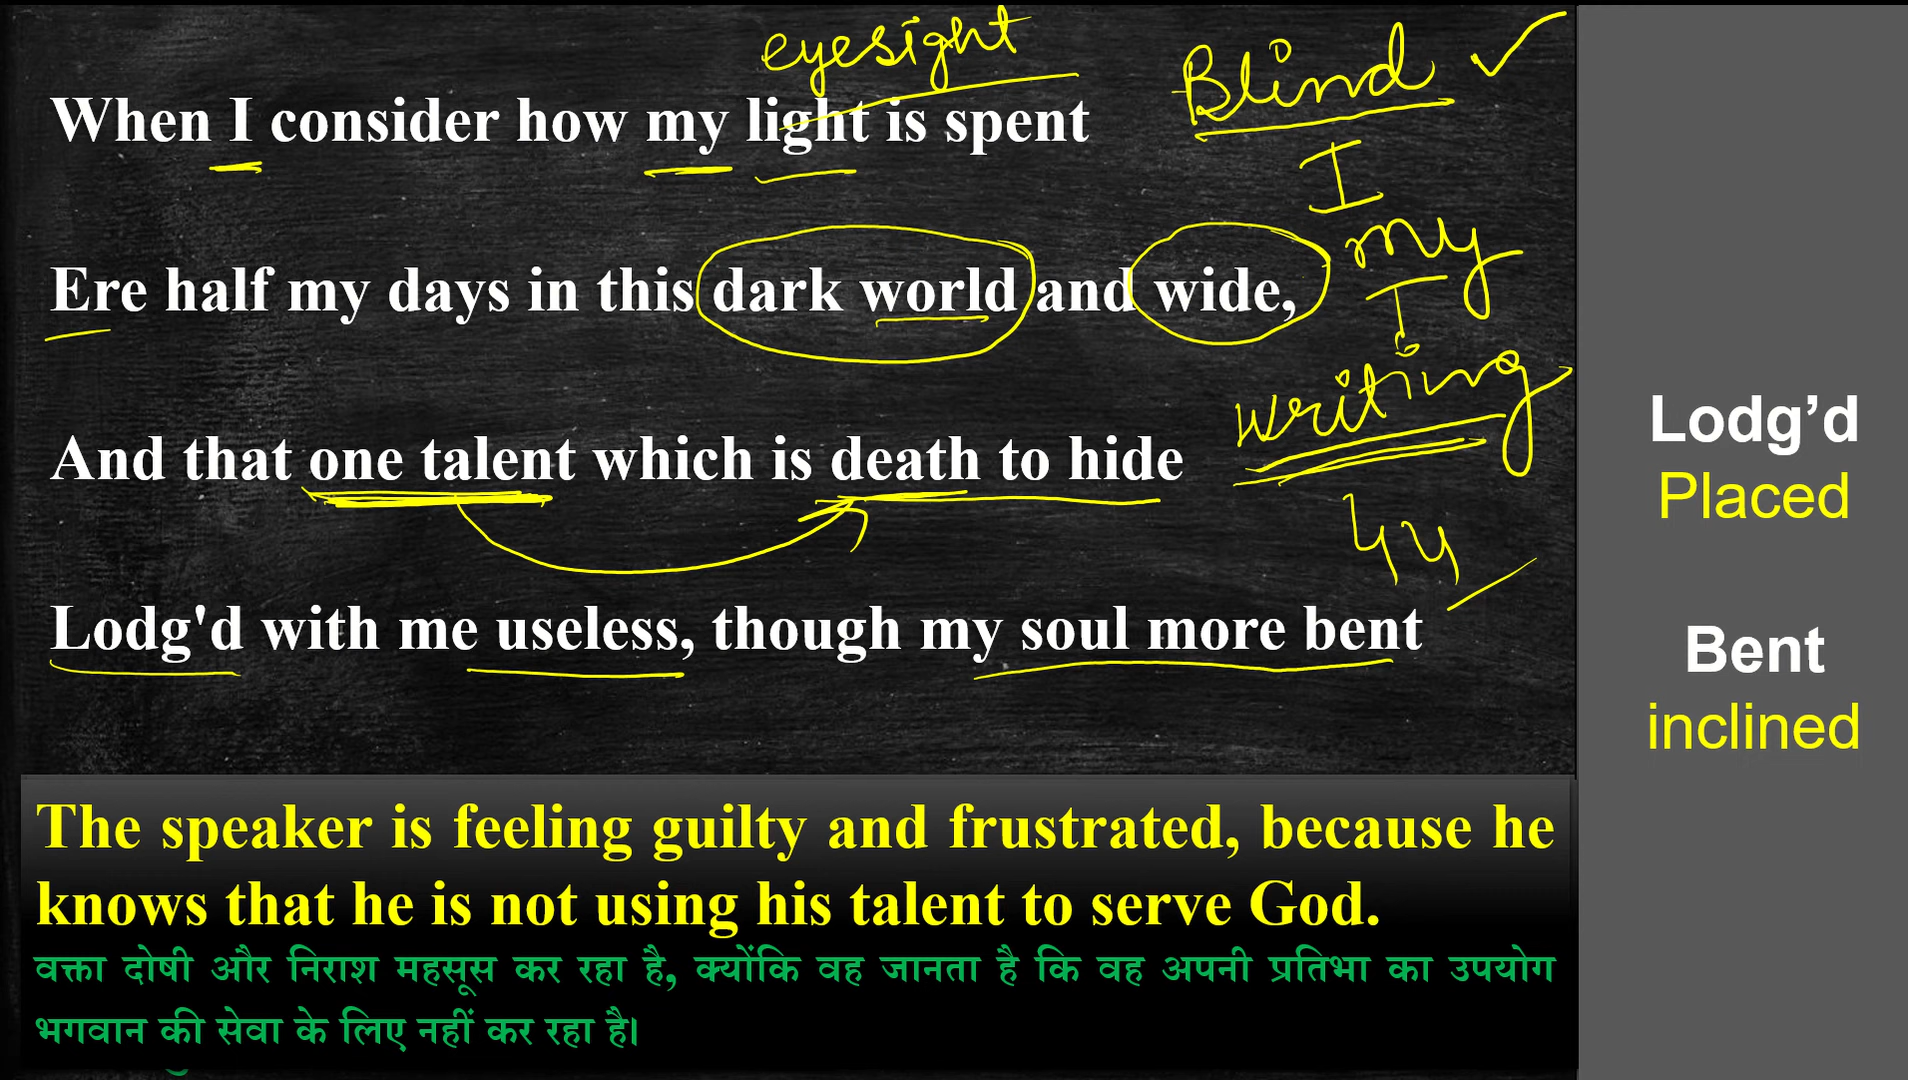 eyesight
Blind
When I consider how my light is spent
I
my
Ere half my days in this dark world and wide,
I
writing
And that one talent which is death to hide
44
Lodg'd with me useless, though my soul more bent
Lodg’d
Placed
Bent
inclined
The speaker is feeling guilty and frustrated, because he
knows that he is not using his talent to serve God.
वक्ता दोषी और निराश महसूस कर रहा है, क्योंकि वह जानता है कि वह अपनी प्रतिभा का उपयोग
भगवान की सेवा के लिए नहीं कर रहा है।